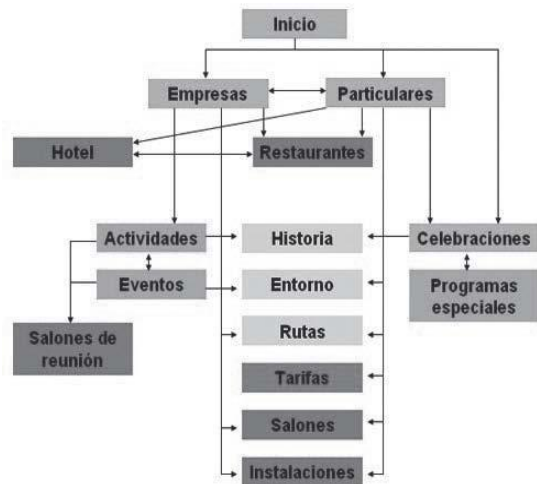 Inicio
Empresas
Particulares
Hotel
Restaurantes
Actividades
Historia
Celebraciones
Eventos
Entorno
Programas
especiales
Salones de
reunión
Rutas
Tarifas
Salones
Instalaciones